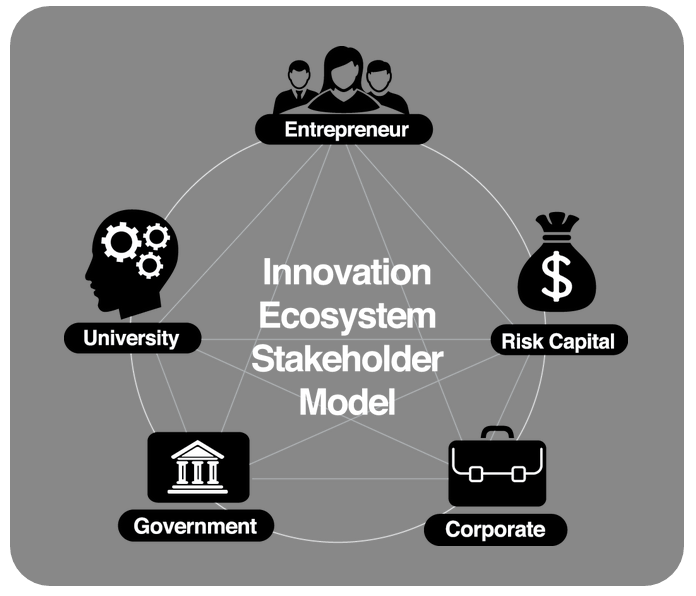 Entrepreneur
Innovation
Ecosystem
Stakeholder
Model
$
University
Risk Capital
Government
Corporate